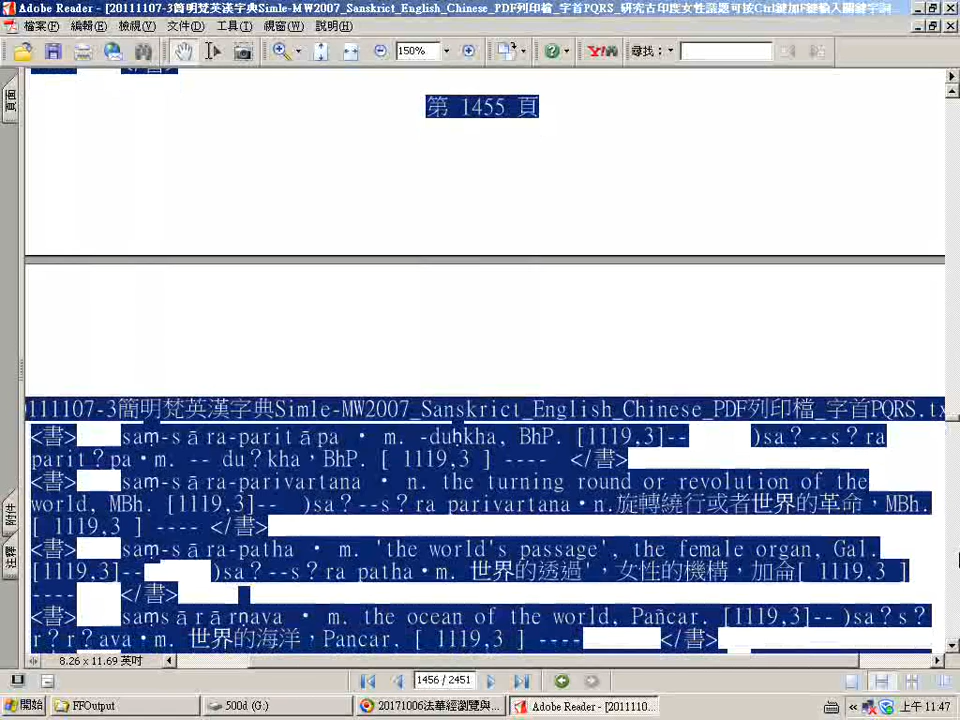 Adobe Reader - [20111107-3簡明梵英漢字典Simle-MW2007_Sanskrict_English_Chinese_PDF列印檔_字首PQRS_研究古印度女性議題可按Ctrl鍵加F鍵輸入關鍵字詞
檔案(F) 編輯(E) 檢視(V) 文件(D) 工具(T) 視窗(W) 說明(H)
150% Y! 尋找:
頁面
第 1455 頁
)111107-3簡明梵英漢字典Simle-MW2007_Sanskrict_English_Chinese_PDF列印檔_字首PQRS.tx
<書> saṃ-sāra-paritāpa · m. -duḥkha, BhP. [1119,3]-- )sa?--s?ra
parit?pa·m. -- du?kha,BhP. [ 1119,3 ] ---- </書>
<書> saṃ-sāra-parivartana · n. the turning round or revolution of the
world, MBh. [1119,3]-- )sa?--s?ra parivartana·n.旋轉繞行或者世界的革命,MBh.
[ 1119,3 ] ---- </書>
<書> saṃ-sāra-patha · m. 'the world's passage', the female organ, Gal.
[1119,3]-- )sa?--s?ra patha·m. 世界的透過',女性的機構,加侖[ 1119,3 ]
---- </書>
<書> saṃsārārṇava · m. the ocean of the world, Pañcar. [1119,3]-- )sa?s?
r?r?ava·m. 世界的海洋,Pancar. [ 1119,3 ] ---- </書>
附件
注釋
8.26 x 11.69 英吋
1456 / 2451
開始 FFOutput 500d (G:) 20171006法華經瀏覽與... Adobe Reader - [2011110... 上午 11:47